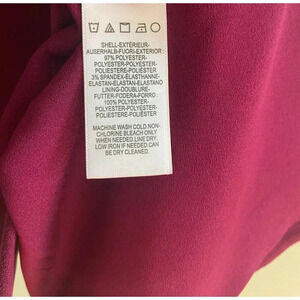 SHELL-EXTÉRIEUR-
AUSSERHALB-FUORI-EXTERIOR:
97% POLYESTER-
POLYESTER-POLYESTER-
POLIESTERE-POLIÉSTER
3% SPANDEX-ÉLASTHANNE-
ELASTAN-ELASTAN-ELASTANO
LINING-DOUBLURE-
FUTTER-FODERA-FORRO:
100% POLYESTER-
POLYESTER-POLYESTER-
POLIESTERE-POLIÉSTER
MACHINE WASH COLD.NON-
CHLORINE BLEACH ONLY
WHEN NEEDED.LINE DRY.
LOW IRON IF NEEDED.CAN
BE DRY CLEANED.